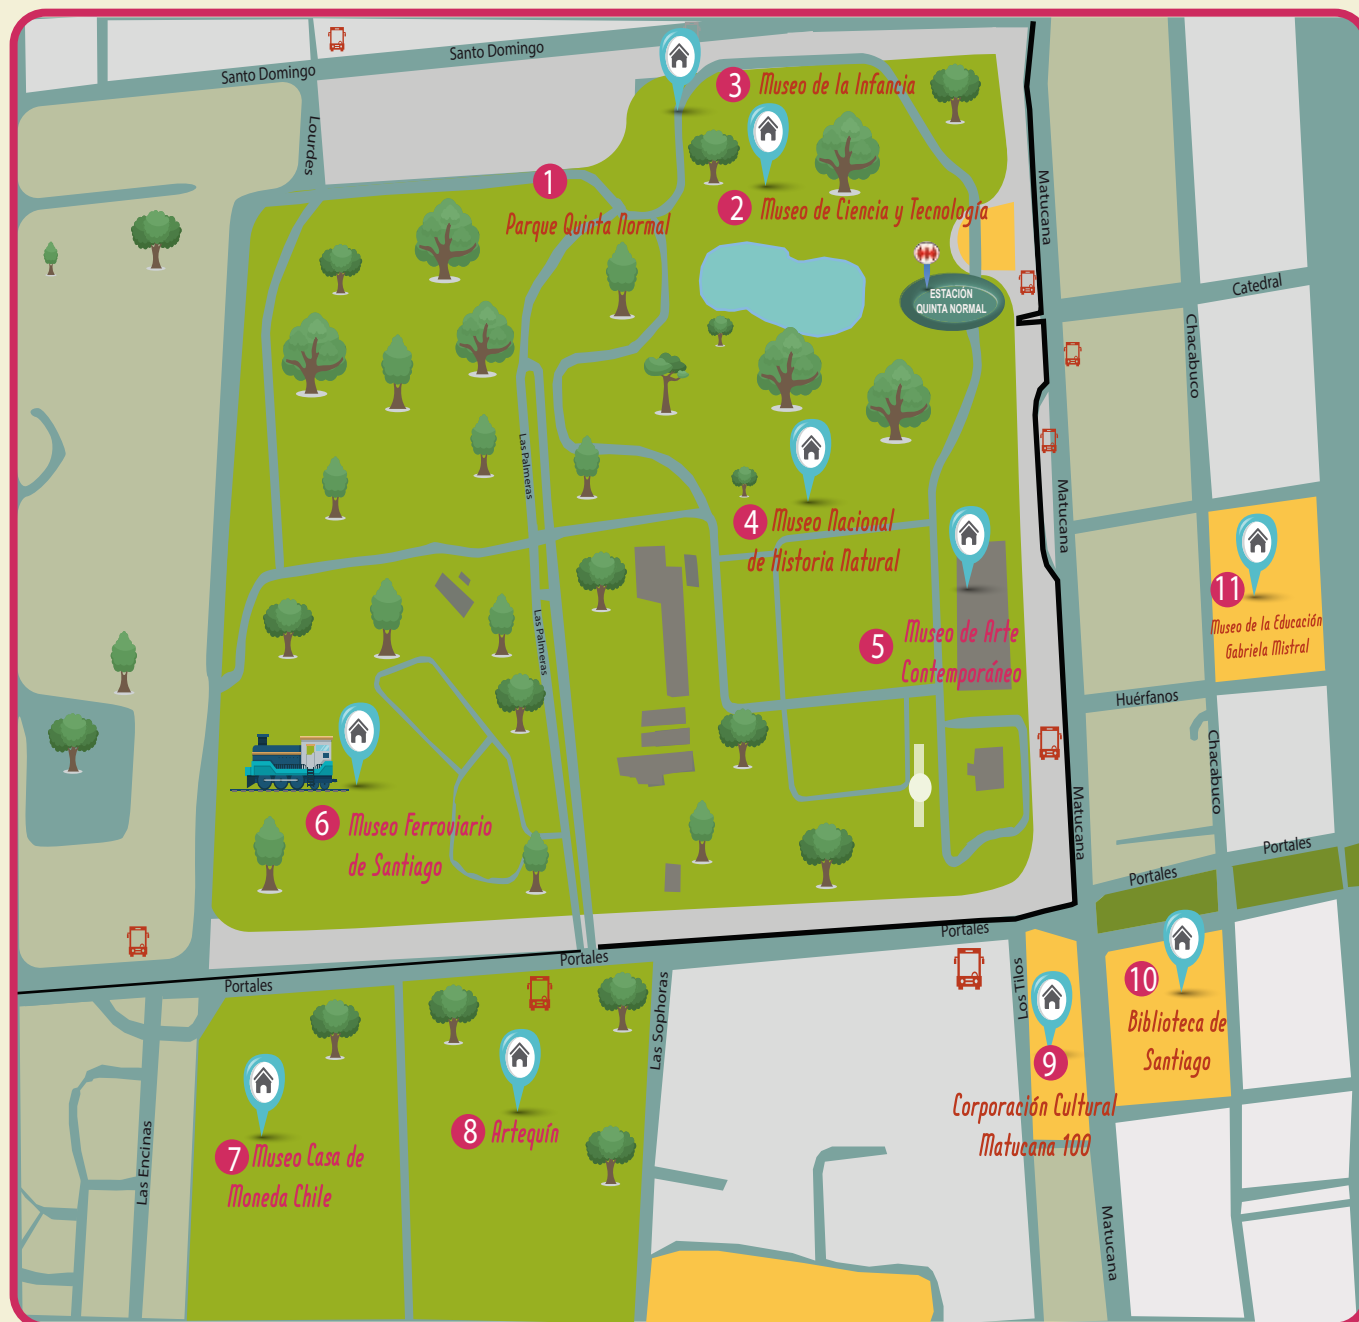 Santo Domingo
Santo Domingo
Lourdes
3 Museo de la Infancia
1
Parque Quinta Normal
2 Museo de Ciencia y Tecnología
Matucana
ESTACIÓN
QUINTA NORMAL
Catedral
Chacabuco
Las Palmeras
4 Museo Nacional
de Historia Natural
Matucana
11
Museo de la Educación
Gabriela Mistral
5 Museo de Arte
Contemporáneo
Las Palmeras
Huérfanos
Chacabuco
6 Museo Ferroviario
de Santiago
Matucana
Portales
Portales
Portales
Portales
Portales
Las Sophoras
Los Tilos
10
Biblioteca de
Santiago
9
Corporación Cultural
Matucana 100
7 Museo Casa de
Moneda Chile
8 Artequín
Las Encinas
Matucana